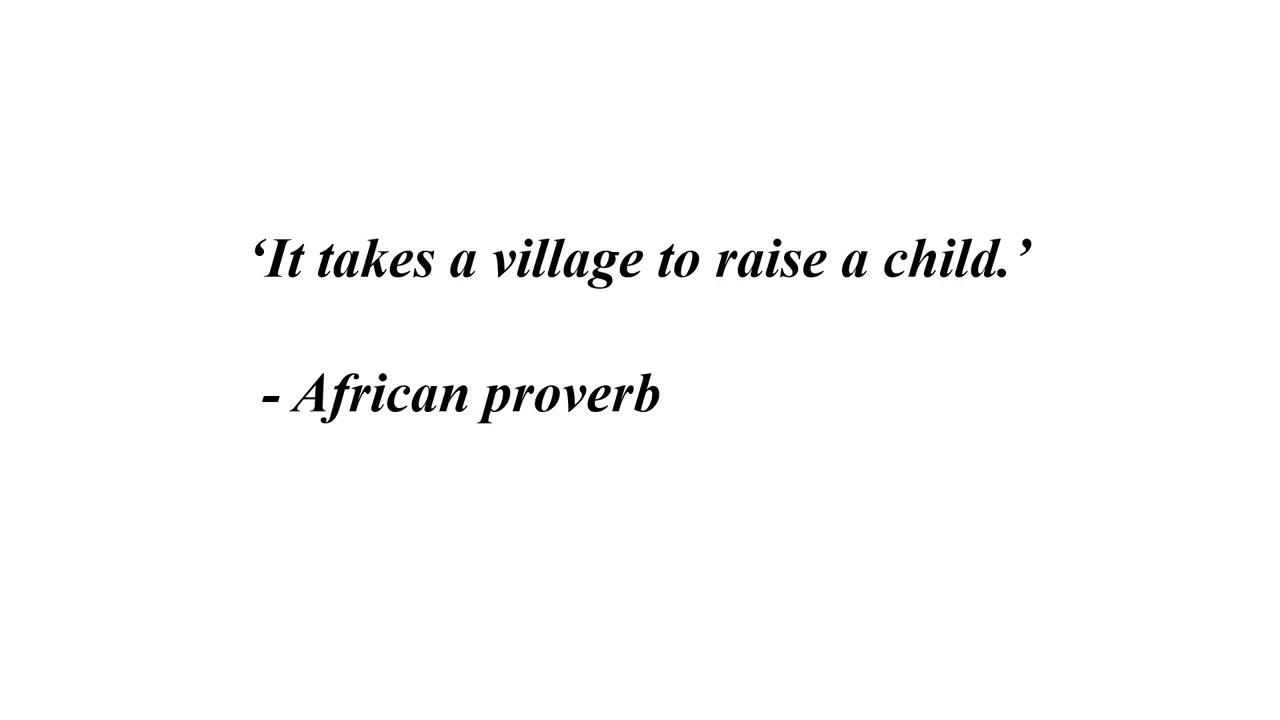 ‘It takes a village to raise a child.’
- African proverb